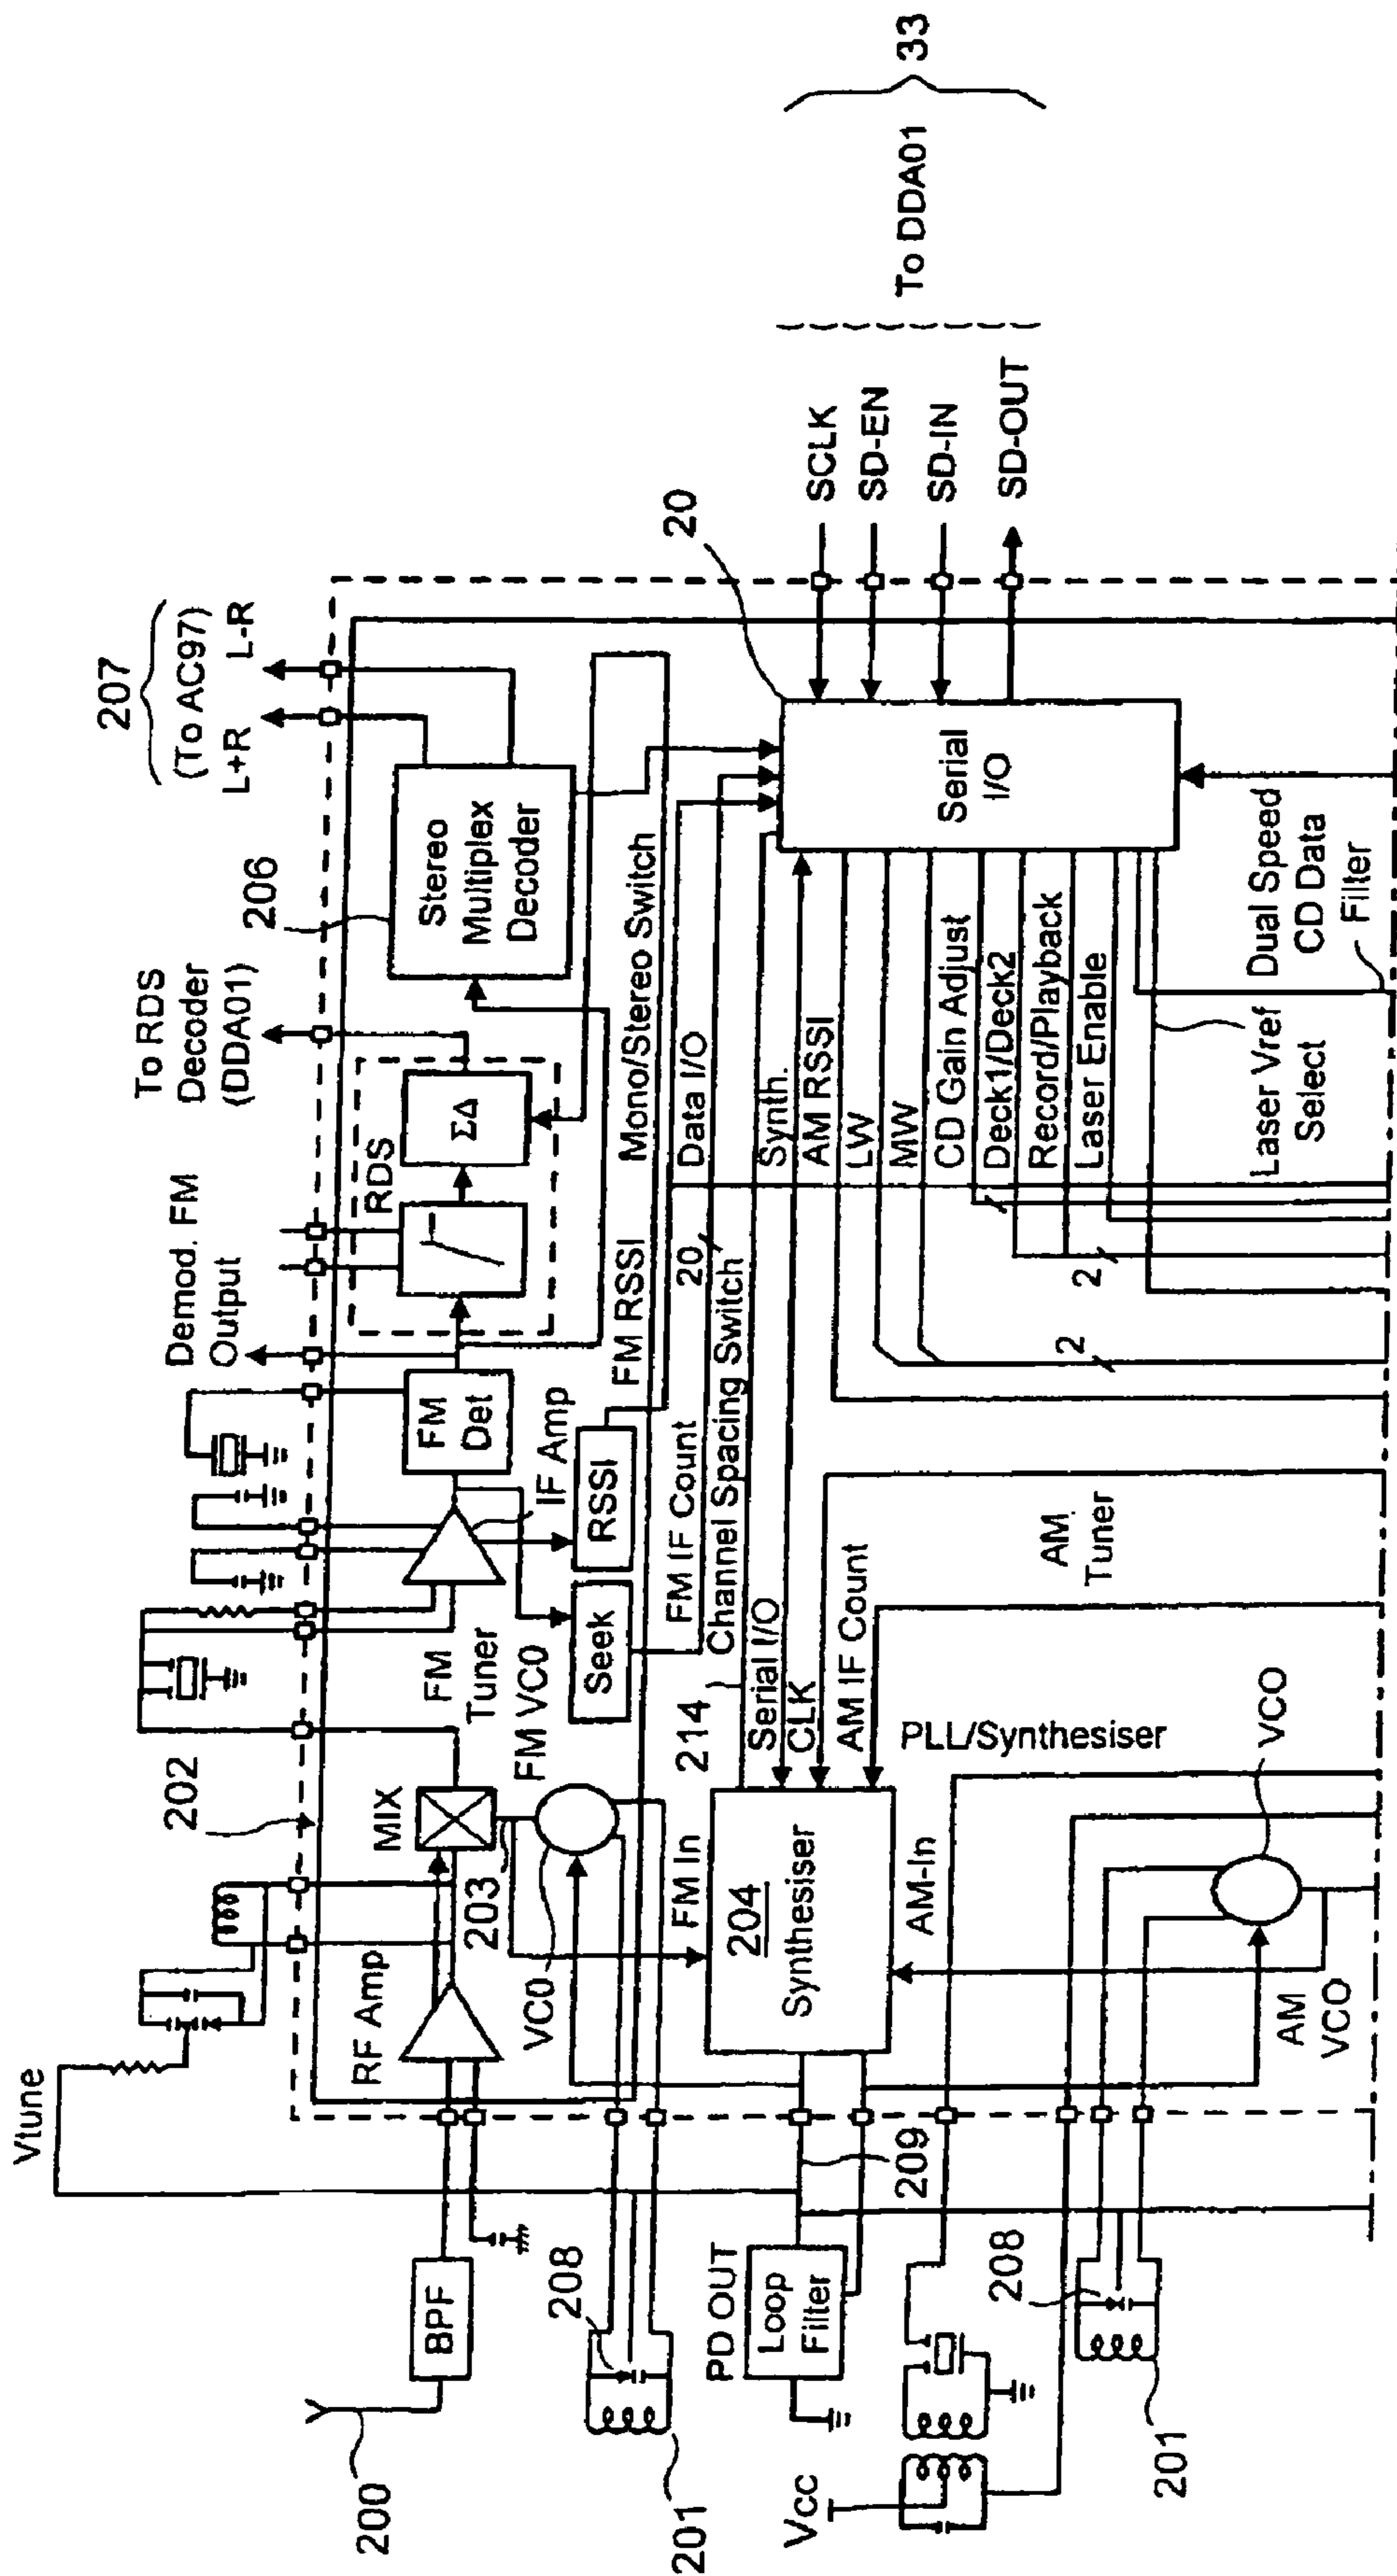 Vtune
200
BPF
RF Amp
202
MIX
203
VC0
FM VC0
FM
Tuner
IF Amp
Seek
RSSI
FM
Det
Demod. FM
Output
RDS
ΣΔ
To RDS
Decoder
(DDA01)
206
Stereo
Multiplex
Decoder
207
(To AC97)
L+R
L-R
201
208
FM In
204
Synthesiser
214
FM IF Count
20
Channel Spacing Switch
Serial I/O
CLK
AM IF Count
FM RSSI
Mono/Stereo Switch
Data I/O
Synth.
AM RSSI
LW
MW
CD Gain Adjust
Deck1/Deck2
Record/Playback
Laser Enable
20
Serial
I/O
SCLK
SD-EN
SD-IN
SD-OUT
To DDA01
33
PD OUT
Loop
Filter
209
AM-In
PLL/Synthesiser
AM
Tuner
2
2
Laser Vref
Select
Dual Speed
CD Data
Filter
Vcc
208
201
AM
VCO
VCO